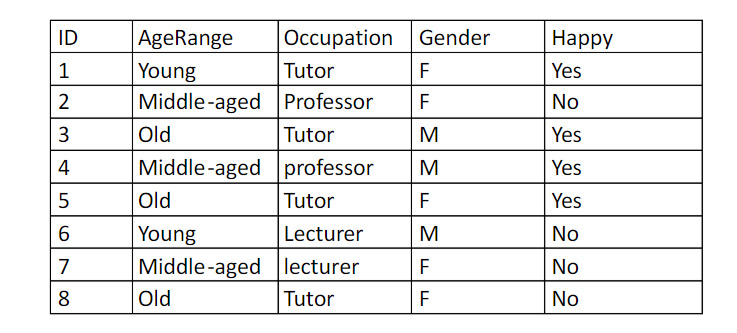 ID AgeRange Occupation Gender Happy
1 Young Tutor F Yes
2 Middle-aged Professor F No
3 Old Tutor M Yes
4 Middle-aged professor M Yes
5 Old Tutor F Yes
6 Young Lecturer M No
7 Middle-aged lecturer F No
8 Old Tutor F No